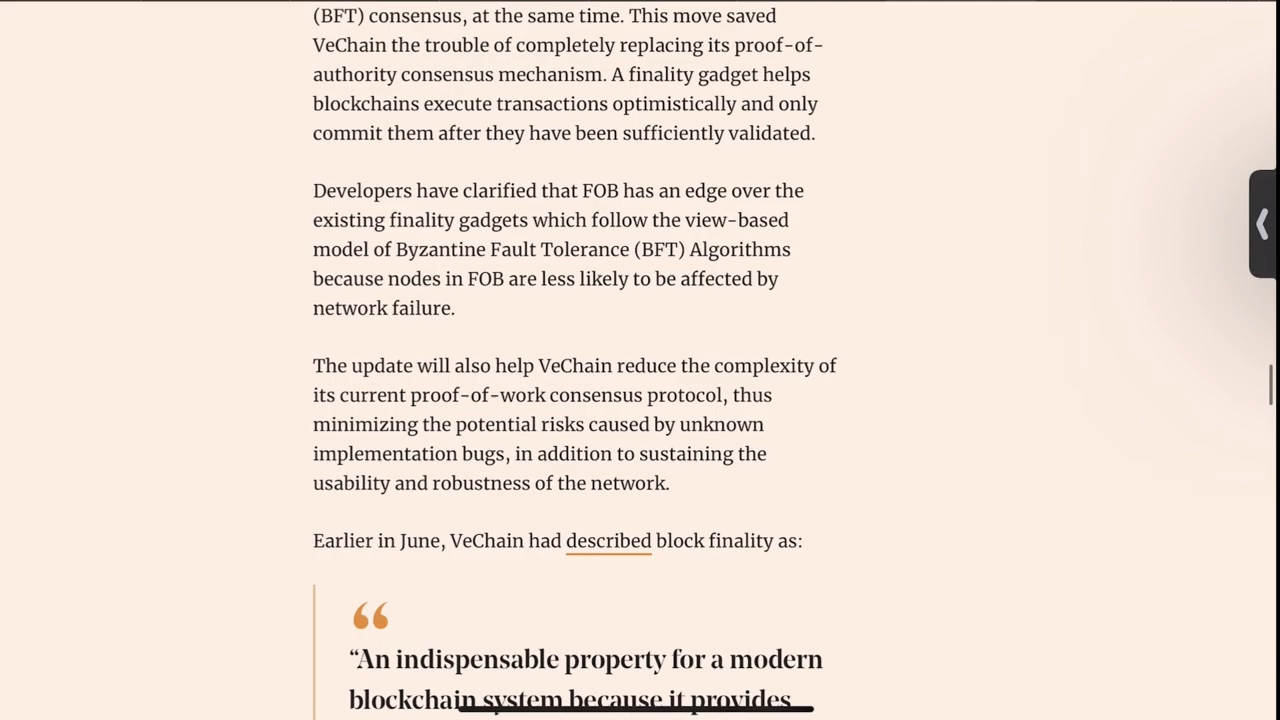 (BFT) consensus, at the same time. This move saved
VeChain the trouble of completely replacing its proof-of-
authority consensus mechanism. A finality gadget helps
blockchains execute transactions optimistically and only
commit them after they have been sufficiently validated.
Developers have clarified that FOB has an edge over the
existing finality gadgets which follow the view-based
model of Byzantine Fault Tolerance (BFT) Algorithms
because nodes in FOB are less likely to be affected by
network failure.
The update will also help VeChain reduce the complexity of
its current proof-of-work consensus protocol, thus
minimizing the potential risks caused by unknown
implementation bugs, in addition to sustaining the
usability and robustness of the network.
Earlier in June, VeChain had described block finality as:
“
“An indispensable property for a modern
blockchain system because it provides